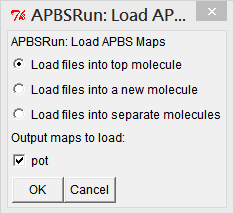 APBSRun: Load AP...
APBSRun: Load APBS Maps
Load files into top molecule
Load files into a new molecule
Load files into separate molecules
Output maps to load:
pot
OK Cancel